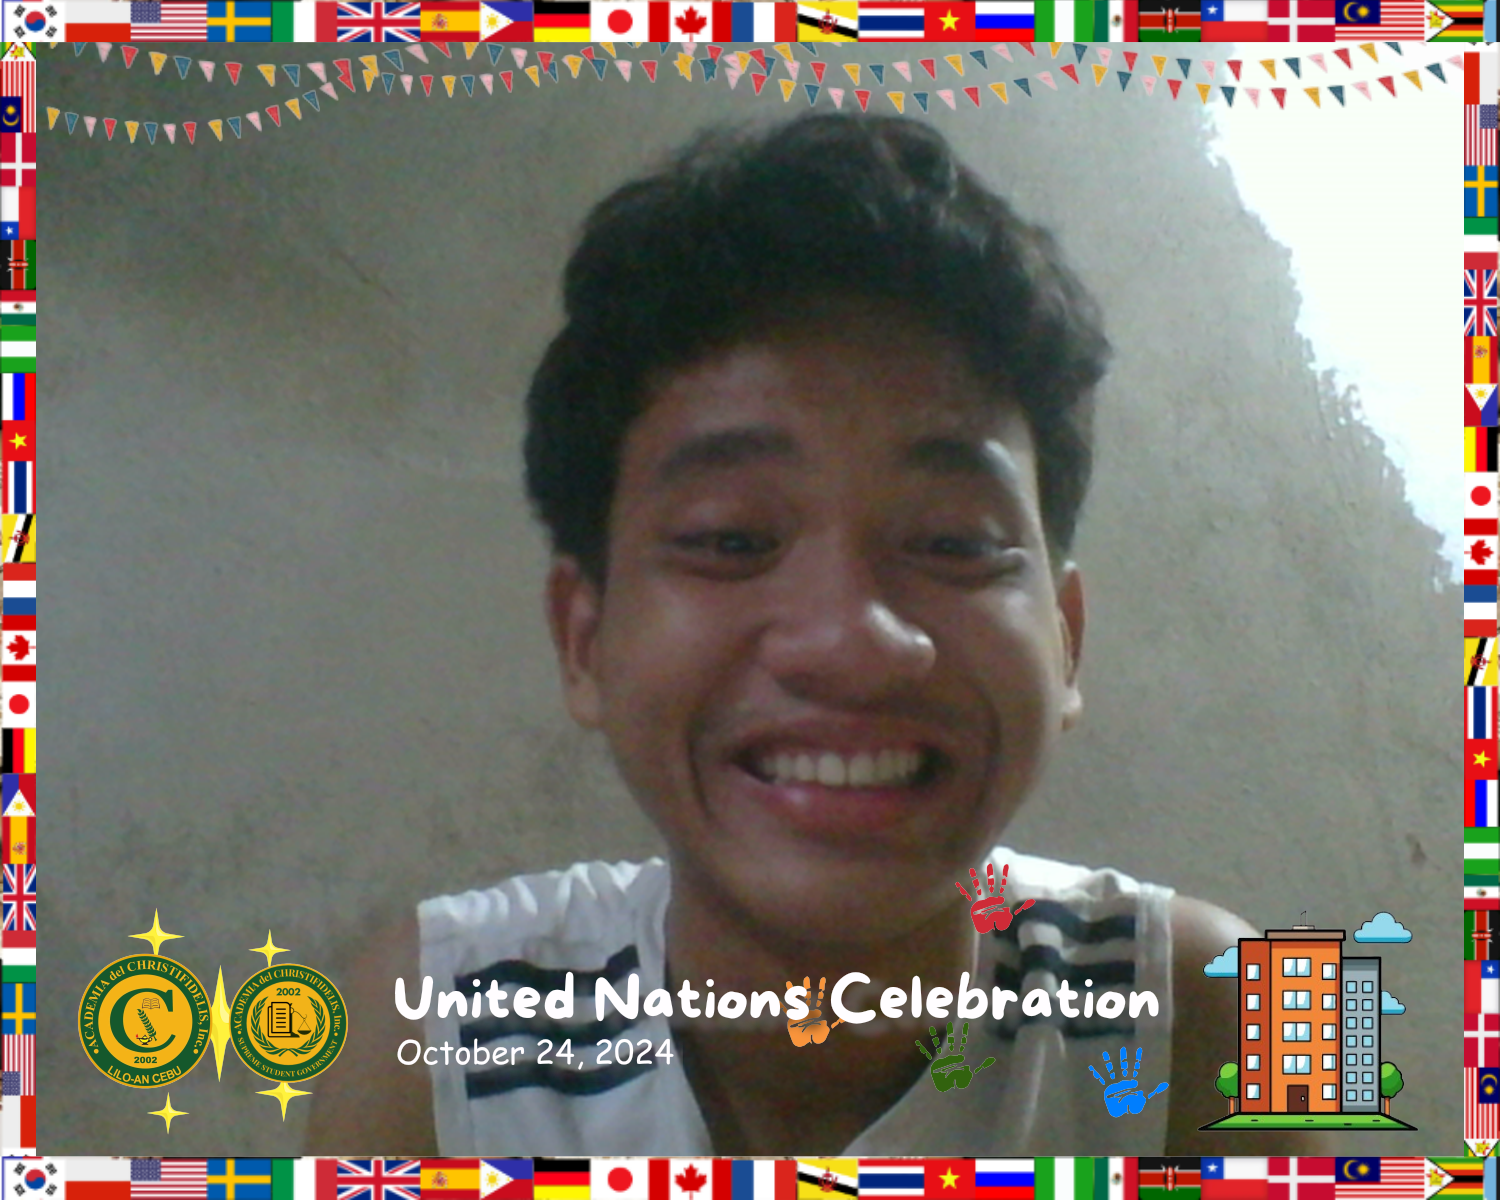 United Nations Celebration
October 24, 2024
ACADEMIA del CHRISTIFIDELIS, Inc.
C
2002
LILO-AN CEBU
ACADEMIA del CHRISTIFIDELIS, Inc.
2002
SUPREME STUDENT GOVERNMENT